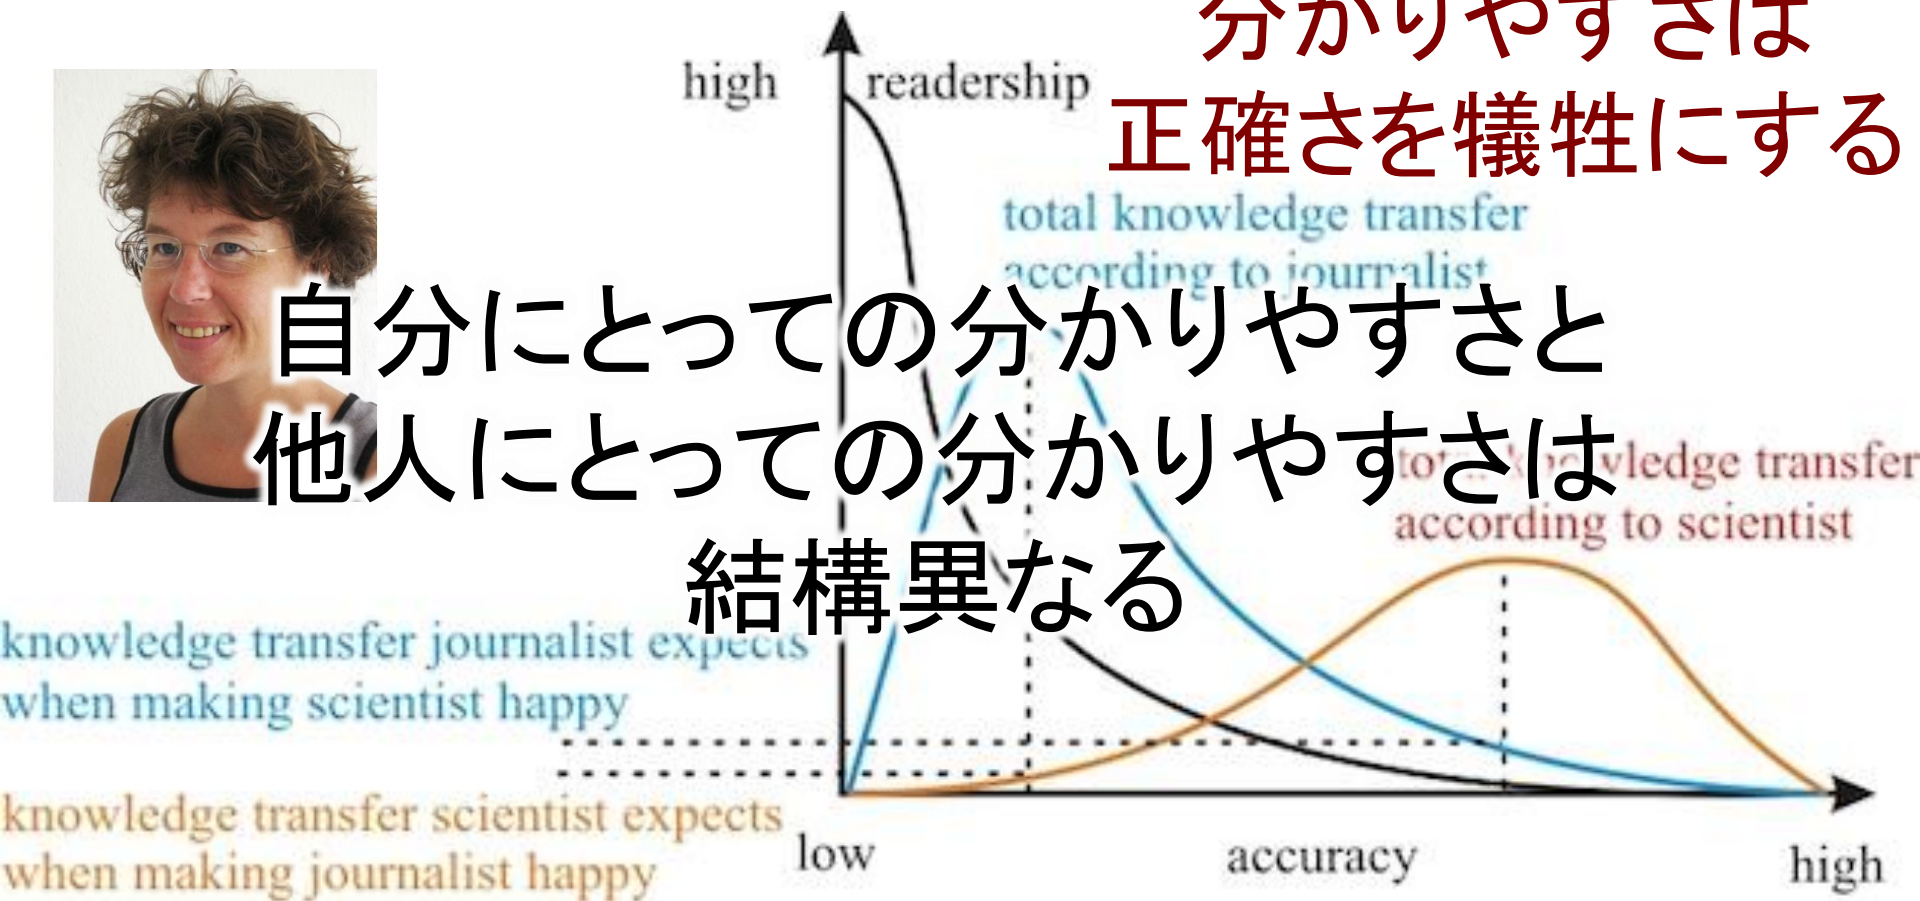 分かりやすさは
正確さを犠牲にする
high
readership
total knowledge transfer
according to journalist
自分にとっての分かりやすさと
他人にとっての分かりやすさは
結構異なる
total knowledge transfer
according to scientist
knowledge transfer journalist expects
when making scientist happy
knowledge transfer scientist expects
when making journalist happy
low
accuracy
high